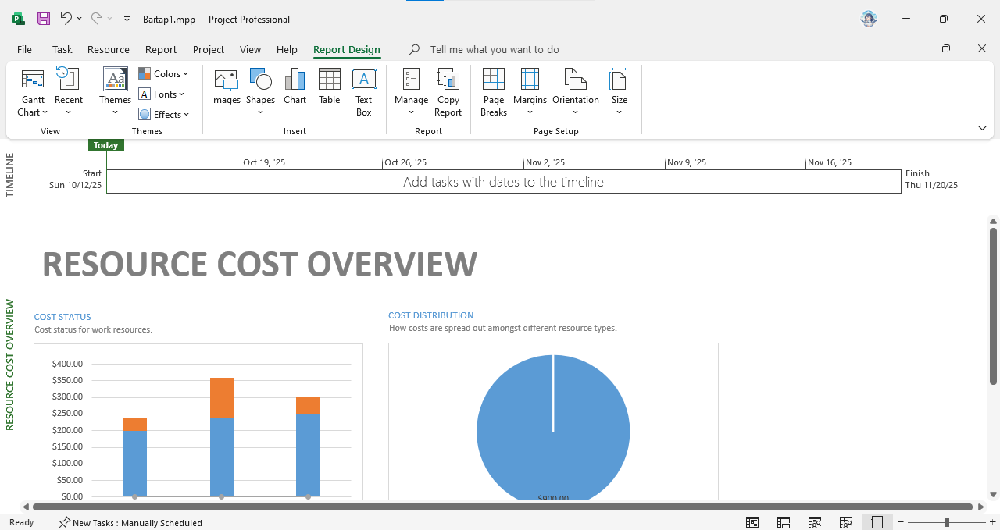 Baitap1.mpp - Project Professional
File Task Resource Report Project View Help Report Design Tell me what you want to do
Gantt Chart
Recent
View
Themes
Colors
Fonts
Effects
Themes
Images
Shapes
Chart
Table
Text Box
Insert
Manage
Copy Report
Report
Page Breaks
Margins
Orientation
Size
Page Setup
TIMELINE
Today
Start
Sun 10/12/25
Oct 19, '25
Oct 26, '25
Nov 2, '25
Nov 9, '25
Nov 16, '25
Add tasks with dates to the timeline
Finish
Thu 11/20/25
RESOURCE COST OVERVIEW
RESOURCE COST OVERVIEW
COST STATUS
Cost status for work resources.
$400.00
$350.00
$300.00
$250.00
$200.00
$150.00
$100.00
$50.00
$0.00
COST DISTRIBUTION
How costs are spread out amongst different resource types.
$900.00
Ready
New Tasks : Manually Scheduled